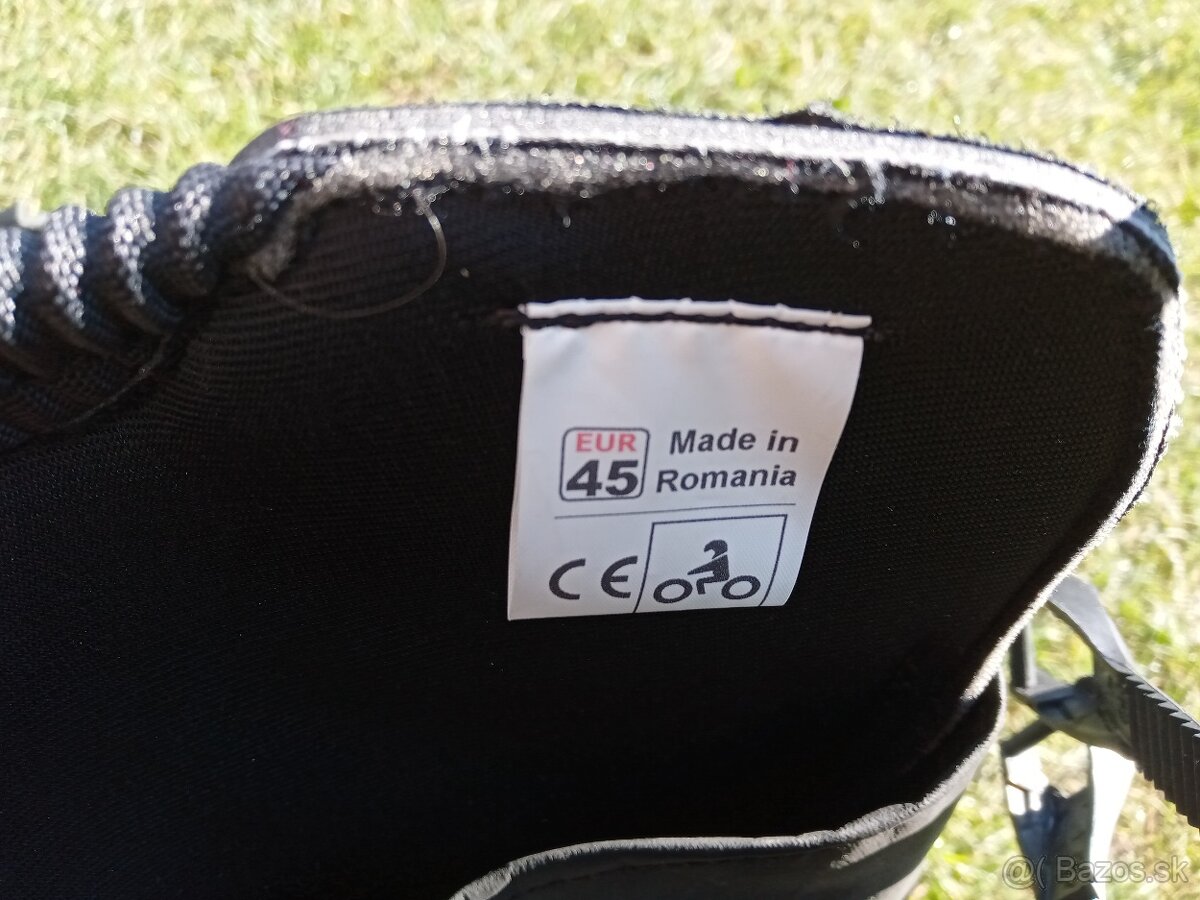 EUR
45
Made in
Romania
CE
@( Bazos.sk